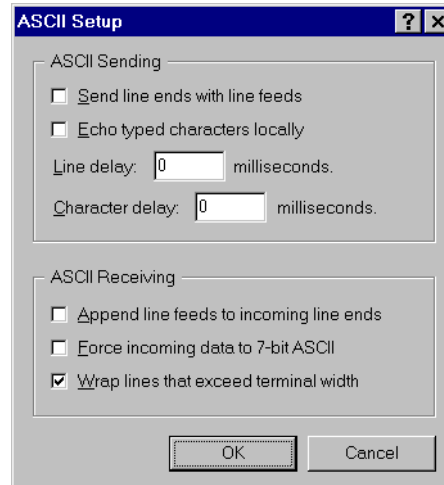 ASCII Setup
ASCII Sending
Send line ends with line feeds
Echo typed characters locally
Line delay: 0 milliseconds.
Character delay: 0 milliseconds.
ASCII Receiving
Append line feeds to incoming line ends
Force incoming data to 7-bit ASCII
Wrap lines that exceed terminal width
OK Cancel